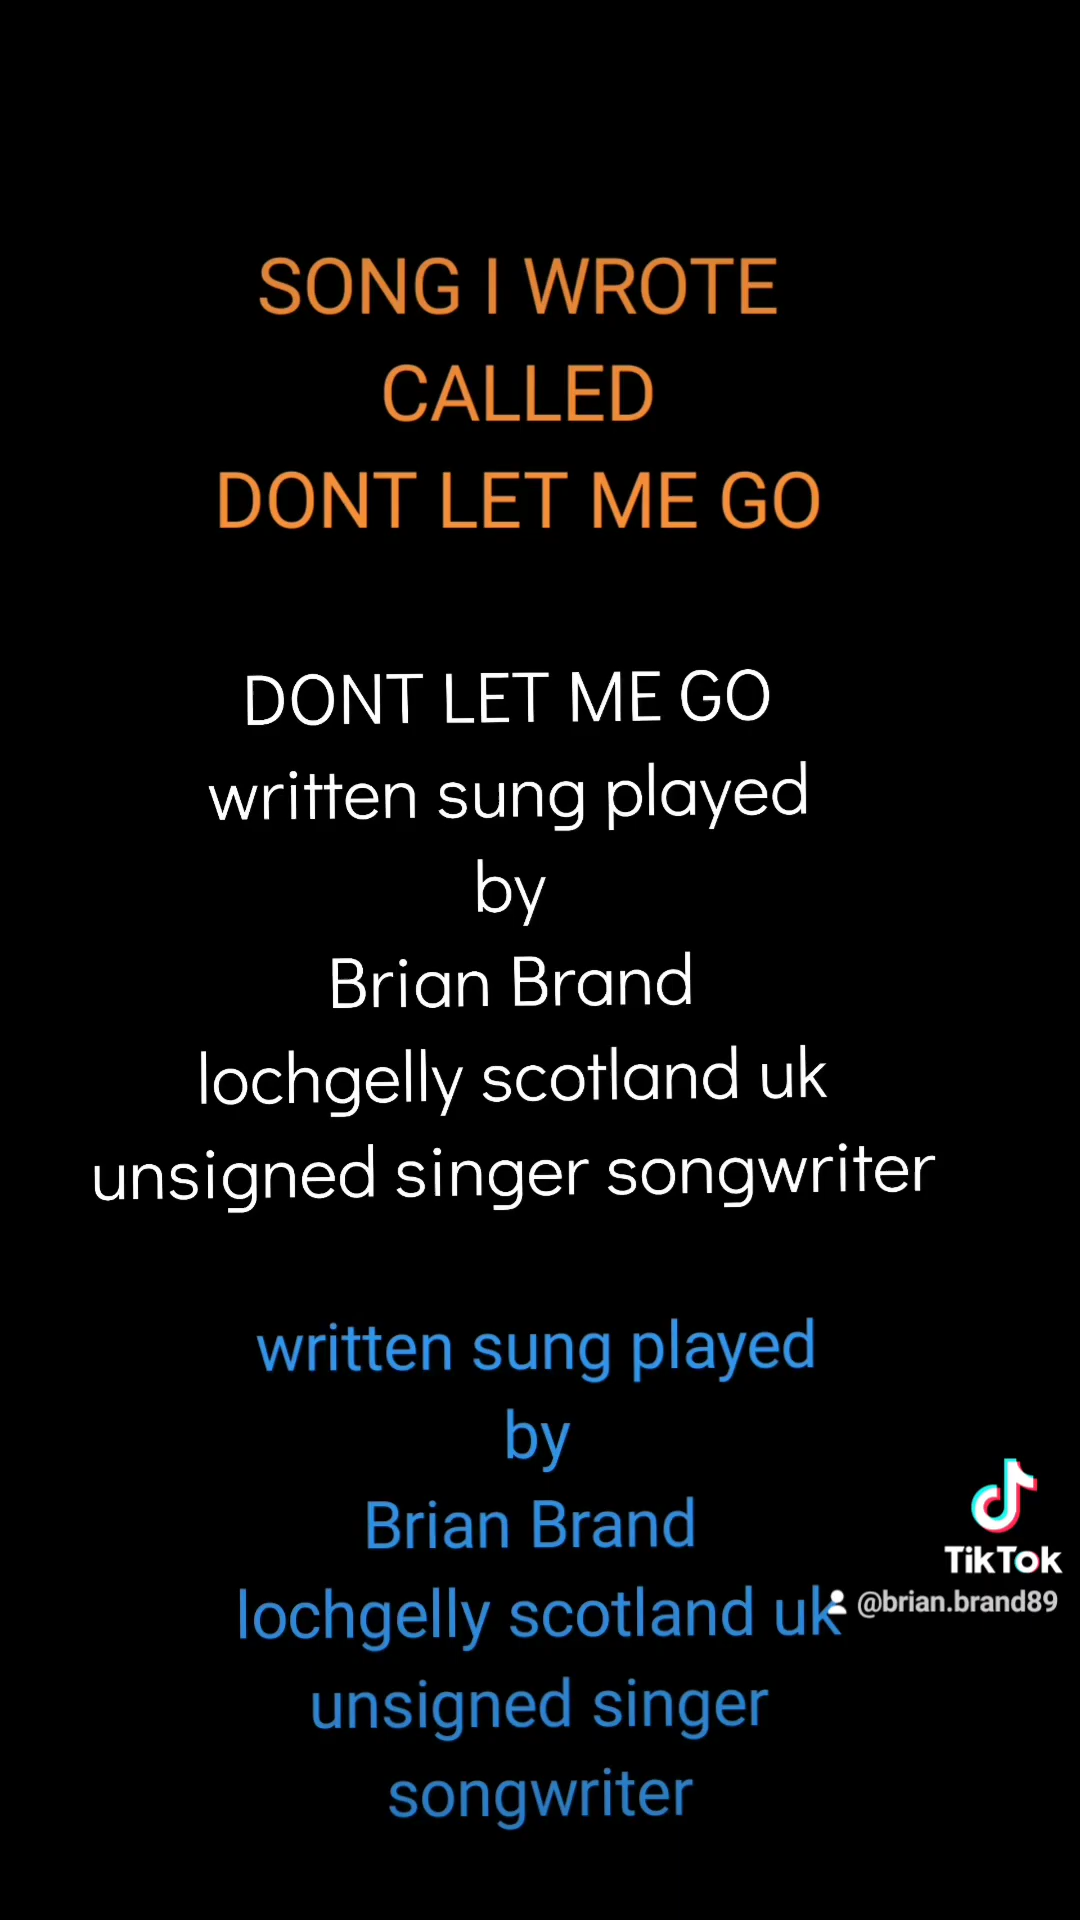 SONG I WROTE
CALLED
DONT LET ME GO
DONT LET ME GO
written sung played
by
Brian Brand
lochgelly scotland uk
unsigned singer songwriter
written sung played
by
Brian Brand
lochgelly scotland uk
unsigned singer
songwriter
TikTok
@brian.brand89